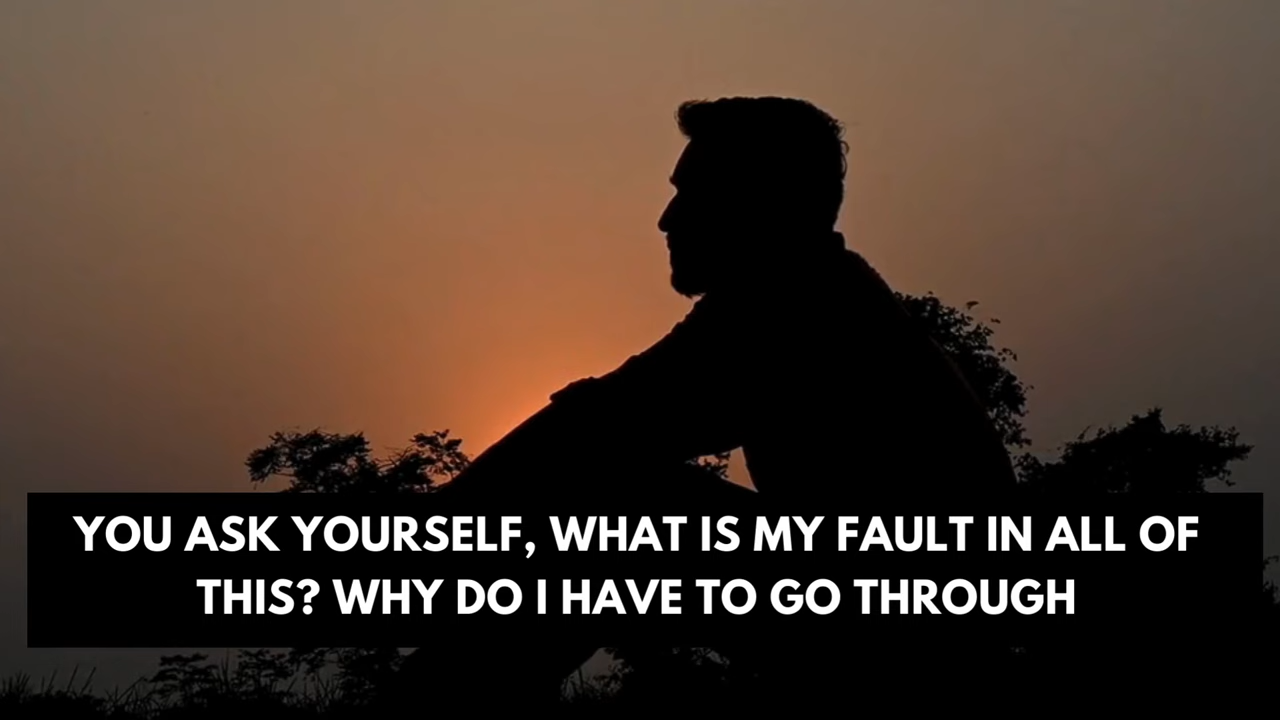 YOU ASK YOURSELF, WHAT IS MY FAULT IN ALL OF
THIS? WHY DO I HAVE TO GO THROUGH